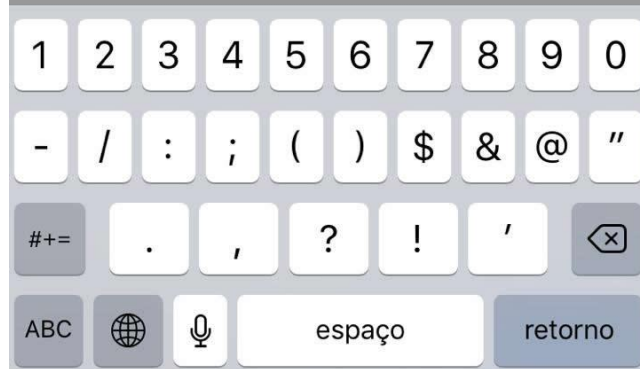 1 2 3 4 5 6 7 8 9 0
- / : ; ( ) $ & @ "
#+= . , ? ! '
ABC espaço retorno